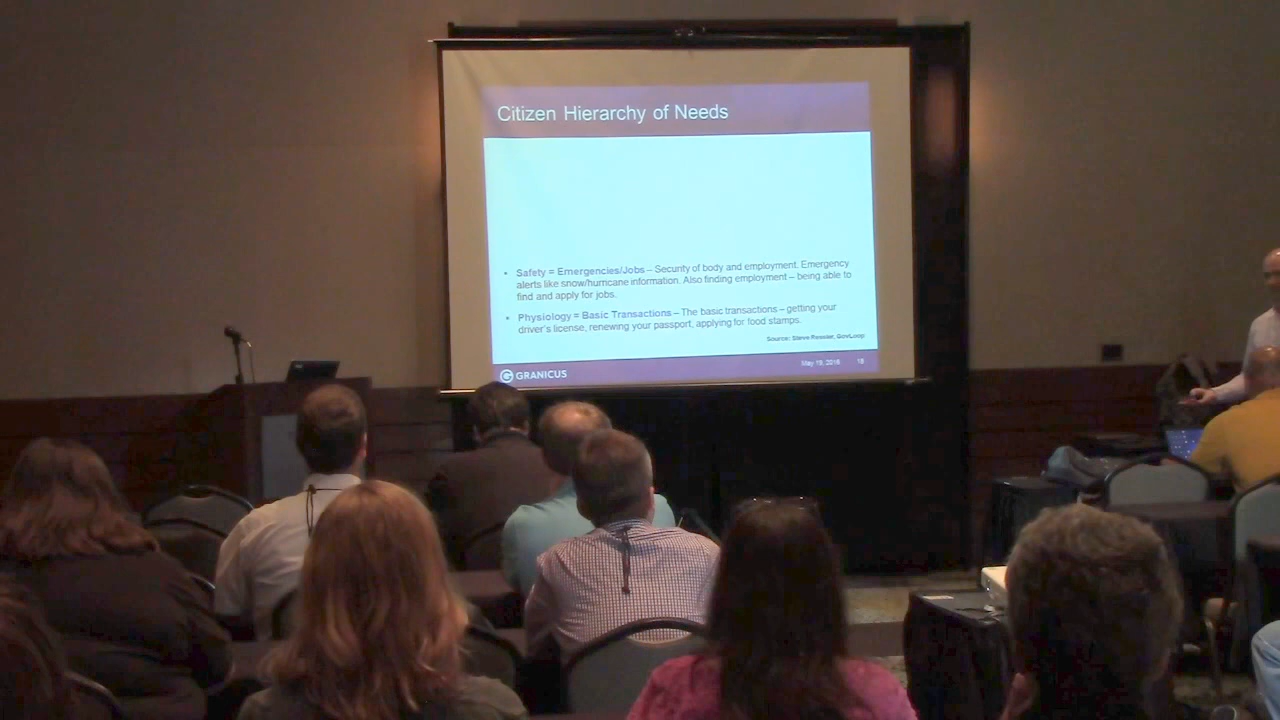 Citizen Hierarchy of Needs
• Safety = Emergencies/Jobs – Security of body and employment. Emergency
alerts like snow/hurricane information. Also finding employment – being able to
find and apply for jobs.
• Physiology = Basic Transactions – The basic transactions – getting your
driver's license, renewing your passport, applying for food stamps.
Source: Steve Ressler, GovLoop
May 19, 2016 18
G GRANICUS